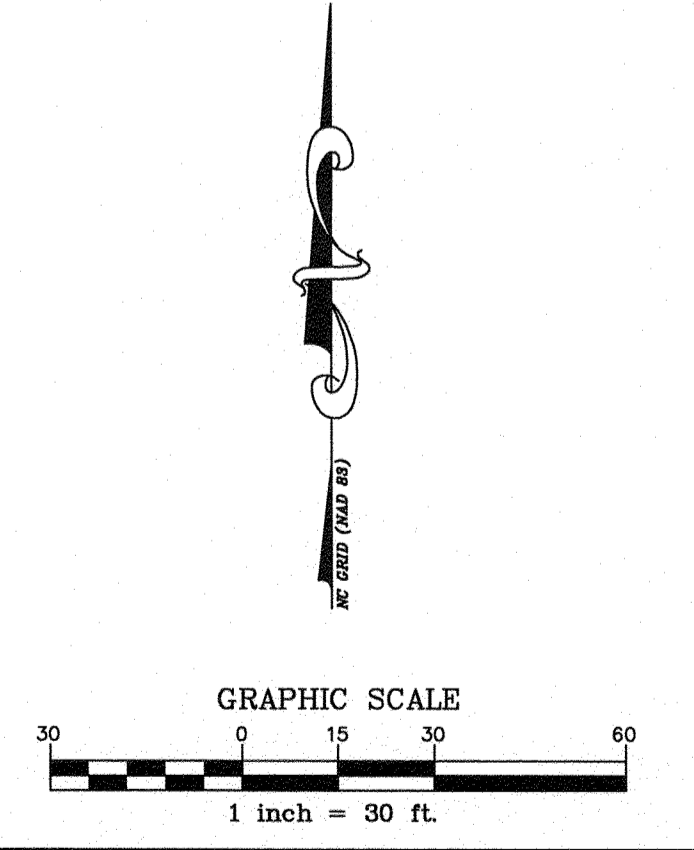 NC GRID (NAD 83)
GRAPHIC SCALE
30 0 15 30 60
1 inch = 30 ft.